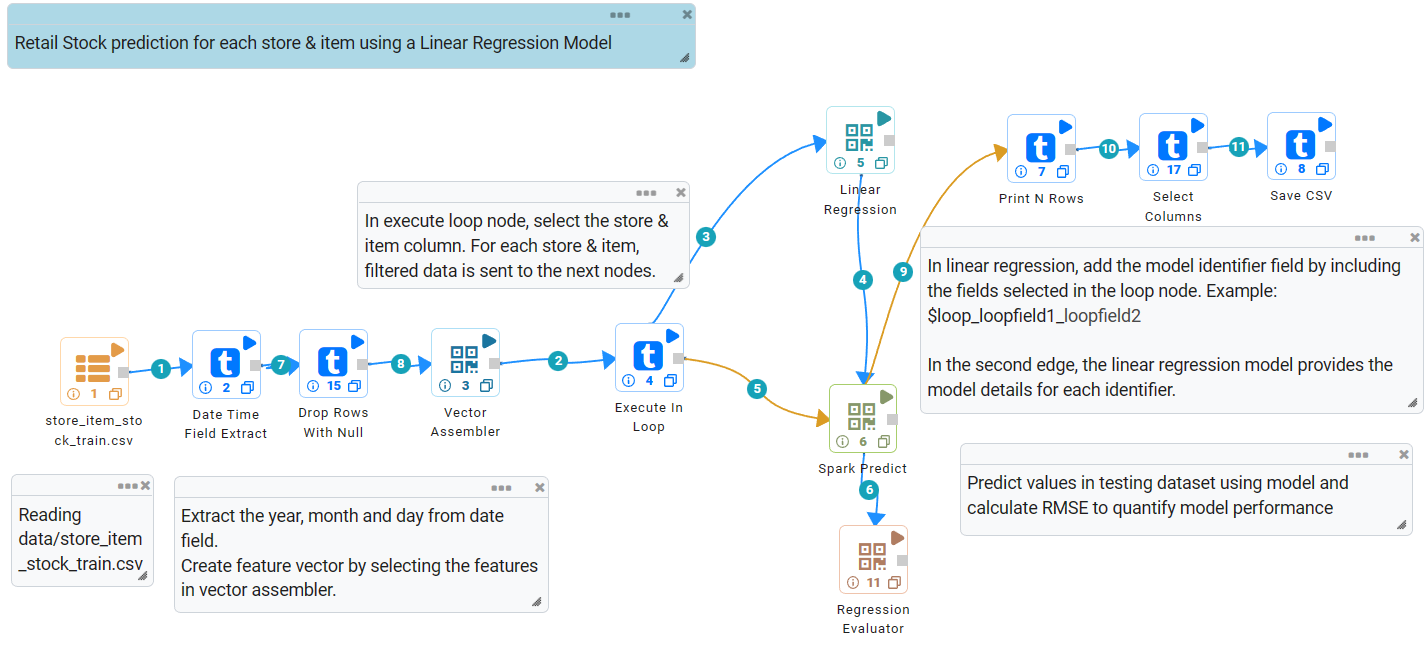 Retail Stock prediction for each store & item using a Linear Regression Model
In execute loop node, select the store &
item column. For each store & item,
filtered data is sent to the next nodes.
1
store_item_sto
ck_train.csv
1
2
Date Time
Field Extract
7
15
Drop Rows
With Null
8
3
Vector
Assembler
2
4
Execute In
Loop
3
5
5
Linear
Regression
4
6
Spark Predict
6
11
Regression
Evaluator
9
7
Print N Rows
10
17
Select
Columns
11
8
Save CSV
In linear regression, add the model identifier field by including
the fields selected in the loop node. Example:
$loop_loopfield1_loopfield2
In the second edge, the linear regression model provides the
model details for each identifier.
Predict values in testing dataset using model and
calculate RMSE to quantify model performance
Reading
data/store_item
_stock_train.csv
Extract the year, month and day from date
field.
Create feature vector by selecting the features
in vector assembler.